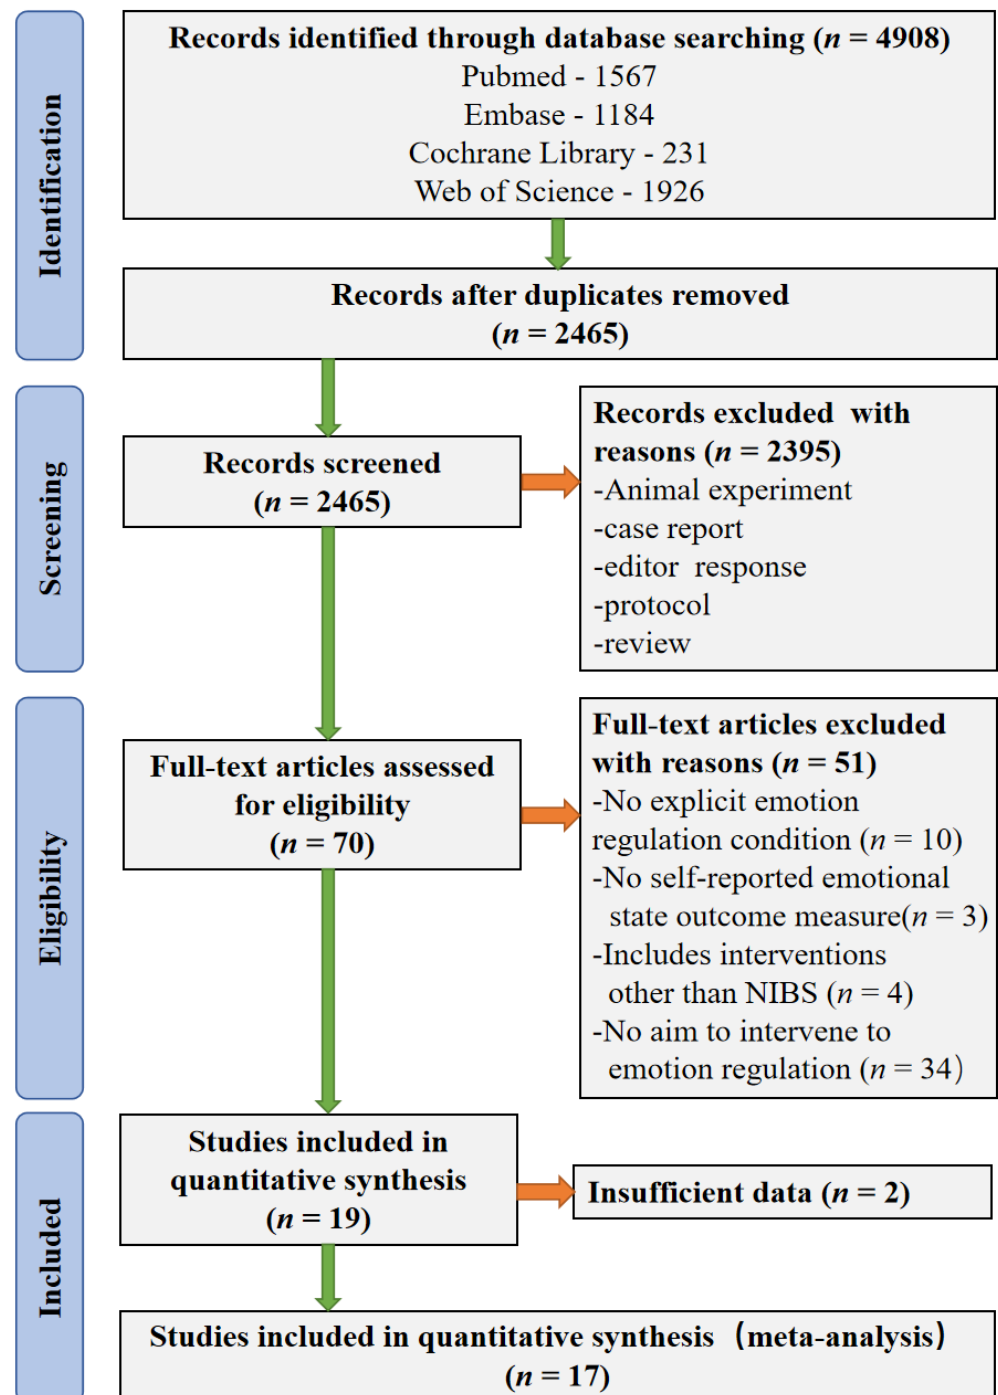 Identification
Records identified through database searching (n = 4908)
Pubmed - 1567
Embase - 1184
Cochrane Library - 231
Web of Science - 1926
Records after duplicates removed
(n = 2465)
Screening
Records screened
(n = 2465)
Records excluded with
reasons (n = 2395)
-Animal experiment
-case report
-editor response
-protocol
-review
Eligibility
Full-text articles assessed
for eligibility
(n = 70)
Full-text articles excluded
with reasons (n = 51)
-No explicit emotion
regulation condition (n = 10)
-No self-reported emotional
state outcome measure(n = 3)
-Includes interventions
other than NIBS (n = 4)
-No aim to intervene to
emotion regulation (n = 34)
Included
Studies included in
quantitative synthesis
(n = 19)
Insufficient data (n = 2)
Studies included in quantitative synthesis（meta-analysis）
(n = 17)